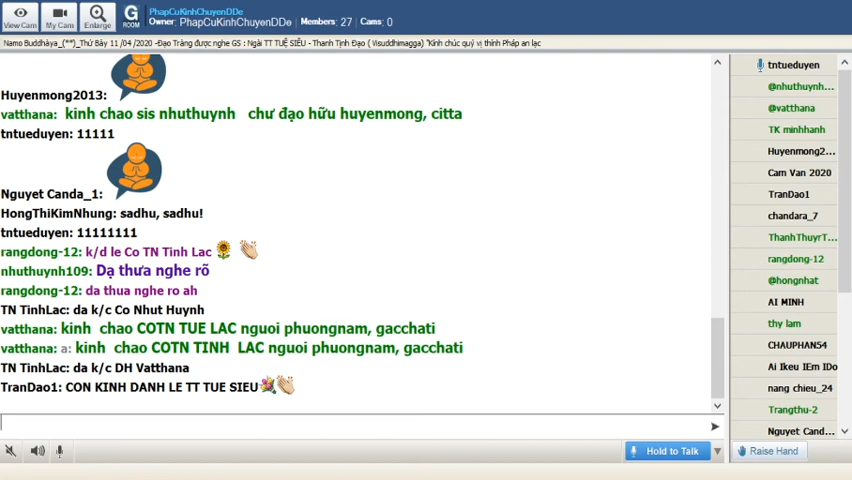 PhapCuKinhChuyenDDe
Owner: PhapCuKinhChuyenDDe Members: 27 Cams: 0
View Cam My Cam Enlarge G ROOM
Namo Buddhàya_(**)_Thứ Bảy 11 /04 /2020 -Đạo Tràng được nghe GS : Ngài TT TUỆ SIÊU - Thanh Tịnh Đạo ( Visuddhimagga) "Kính chúc quý vị thính Pháp an lạc
Huyenmong2013:
vatthana: kinh chao sis nhuthuynh chư đạo hữu huyenmong, citta
tntueduyen: 11111
Nguyet Canda_1:
HongThiKimNhung: sadhu, sadhu!
tntueduyen: 11111111
rangdong-12: k/d le Co TN Tinh Lac
nhuthuynh109: Dạ thưa nghe rõ
rangdong-12: da thua nghe ro ah
TN TinhLac: da k/c Co Nhut Huynh
vatthana: kinh chao COTN TUE LAC nguoi phuongnam, gacchati
vatthana: a: kinh chao COTN TINH LAC nguoi phuongnam, gacchati
TN TinhLac: da k/c DH Vatthana
TranDao1: CON KINH DANH LE TT TUE SIEU
Hold to Talk
tntueduyen
@nhuthuynh...
@vatthana
TK minhhanh
Huyenmong2...
Cam Van 2020
TranDao1
chandara_7
ThanhThuyrT...
rangdong-12
@hongnhat
AI MINH
thy lam
CHAUPHAN54
Ai Ikeu IEm IDo
nang chieu_24
Trangthu-2
Nguyet Cand...
Raise Hand